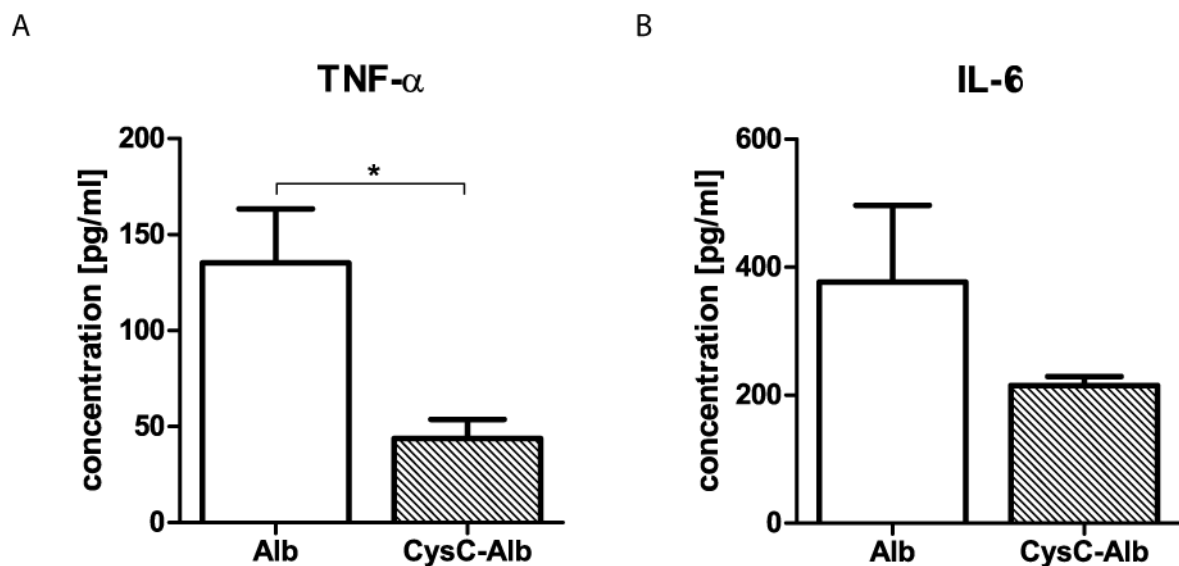 A
TNF-α
concentration [pg/ml]
200
150
100
50
0
*
Alb
CysC-Alb
B
IL-6
concentration [pg/ml]
600
400
200
0
Alb
CysC-Alb